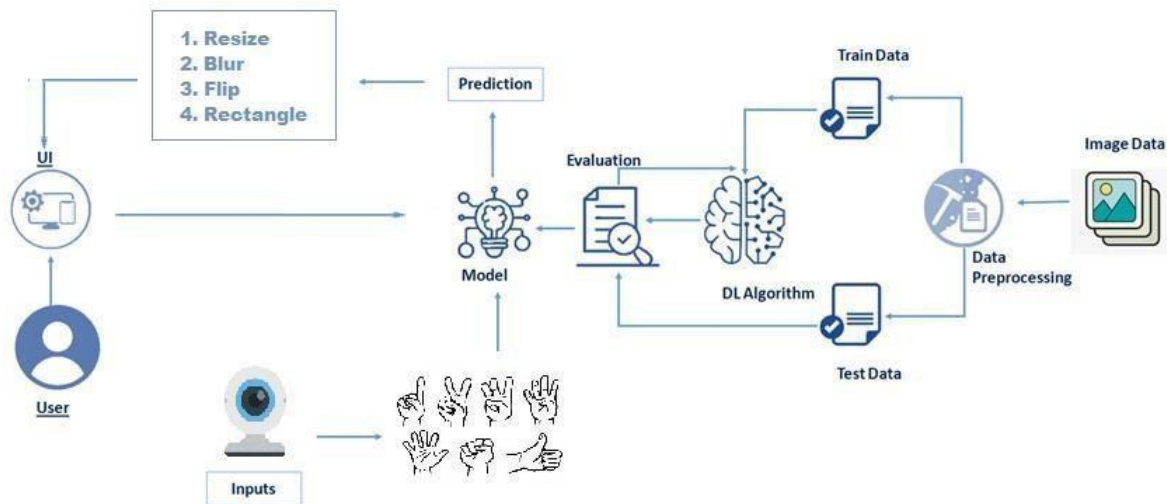 1. Resize
2. Blur
3. Flip
4. Rectangle
Prediction
Train Data
Image Data
UI
Evaluation
Model
DL Algorithm
Data
Preprocessing
Test Data
User
Inputs